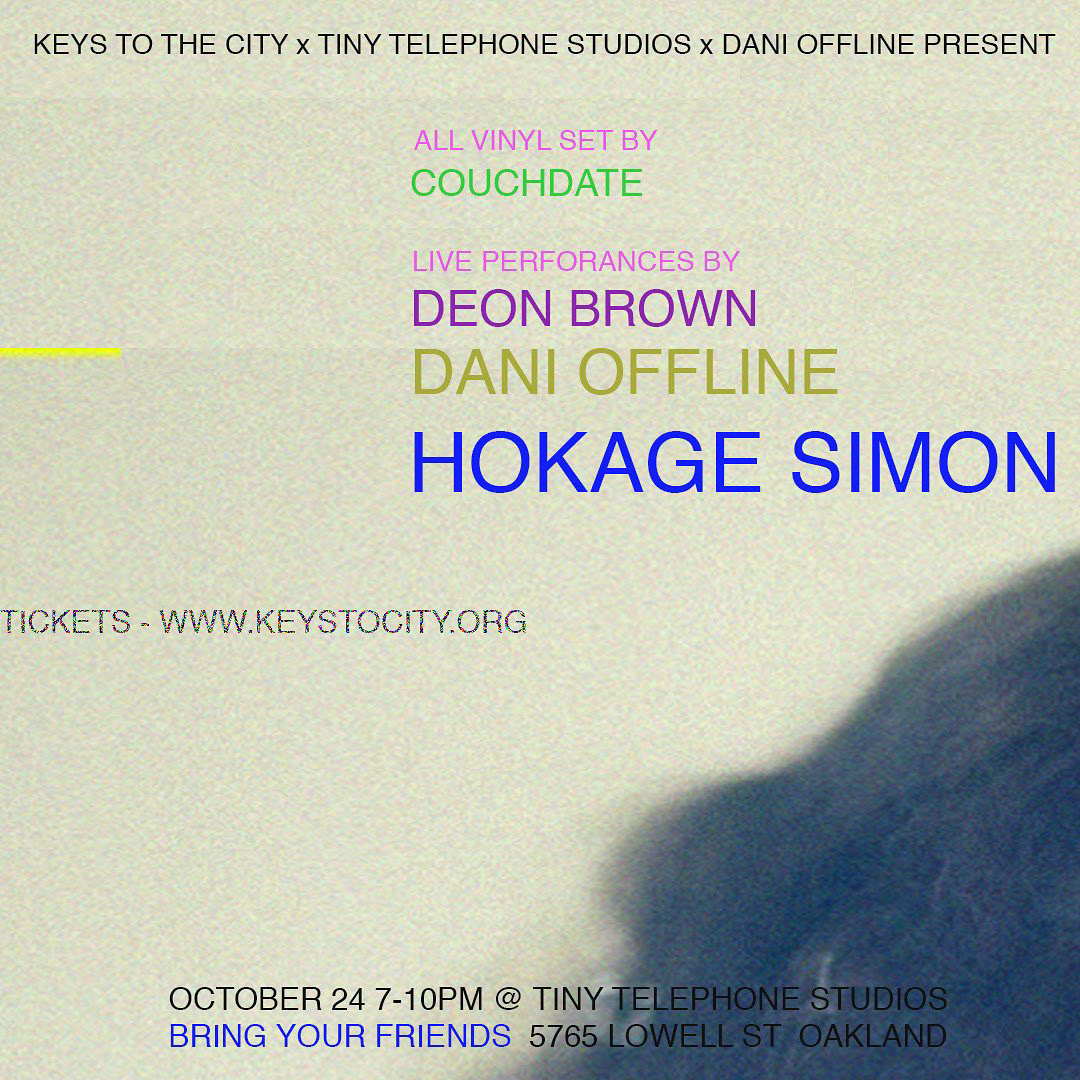 KEYS TO THE CITY x TINY TELEPHONE STUDIOS x DANI OFFLINE PRESENT
ALL VINYL SET BY
COUCHDATE
LIVE PERFORANCES BY
DEON BROWN
DANI OFFLINE
HOKAGE SIMON
TICKETS - WWW.KEYSTOCITY.ORG
OCTOBER 24 7-10PM @ TINY TELEPHONE STUDIOS
BRING YOUR FRIENDS 5765 LOWELL ST OAKLAND